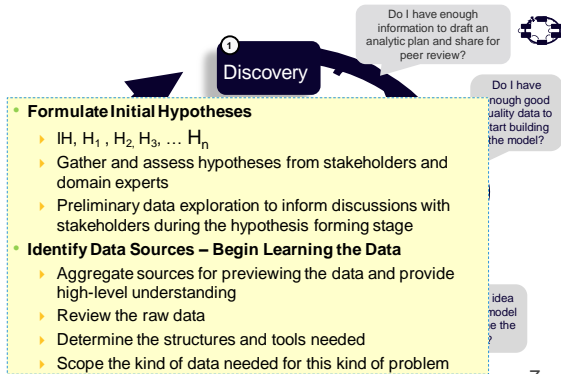 Do I have enough
information to draft an
analytic plan and share for
peer review?
1
Discovery
Do I have
nough good
uality data to
tart building
the model?
• Formulate Initial Hypotheses
IH, H1 , H2, H3, … Hn
Gather and assess hypotheses from stakeholders and
domain experts
Preliminary data exploration to inform discussions with
stakeholders during the hypothesis forming stage
• Identify Data Sources – Begin Learning the Data
Aggregate sources for previewing the data and provide
high-level understanding
Review the raw data
Determine the structures and tools needed
Scope the kind of data needed for this kind of problem
idea
model
e the
?